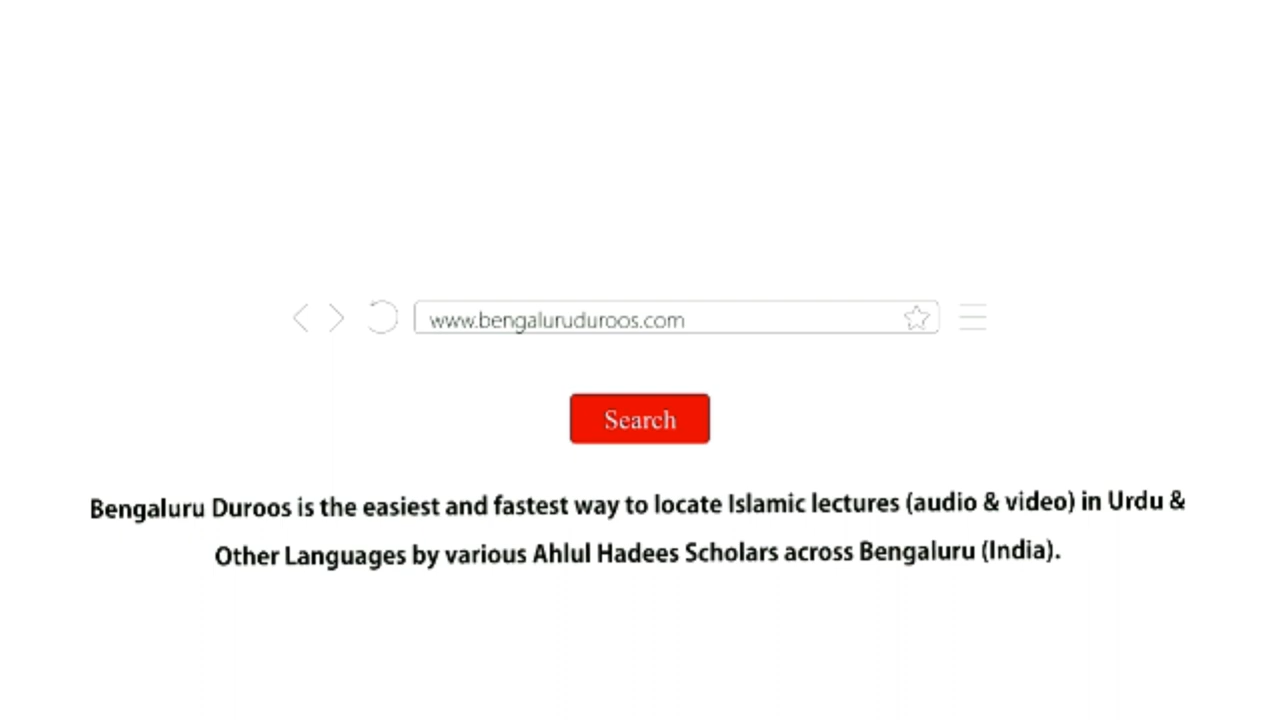 www.bengaluruduroos.com
Search
Bengaluru Duroos is the easiest and fastest way to locate Islamic lectures (audio & video) in Urdu &
Other Languages by various Ahlul Hadees Scholars across Bengaluru (India).